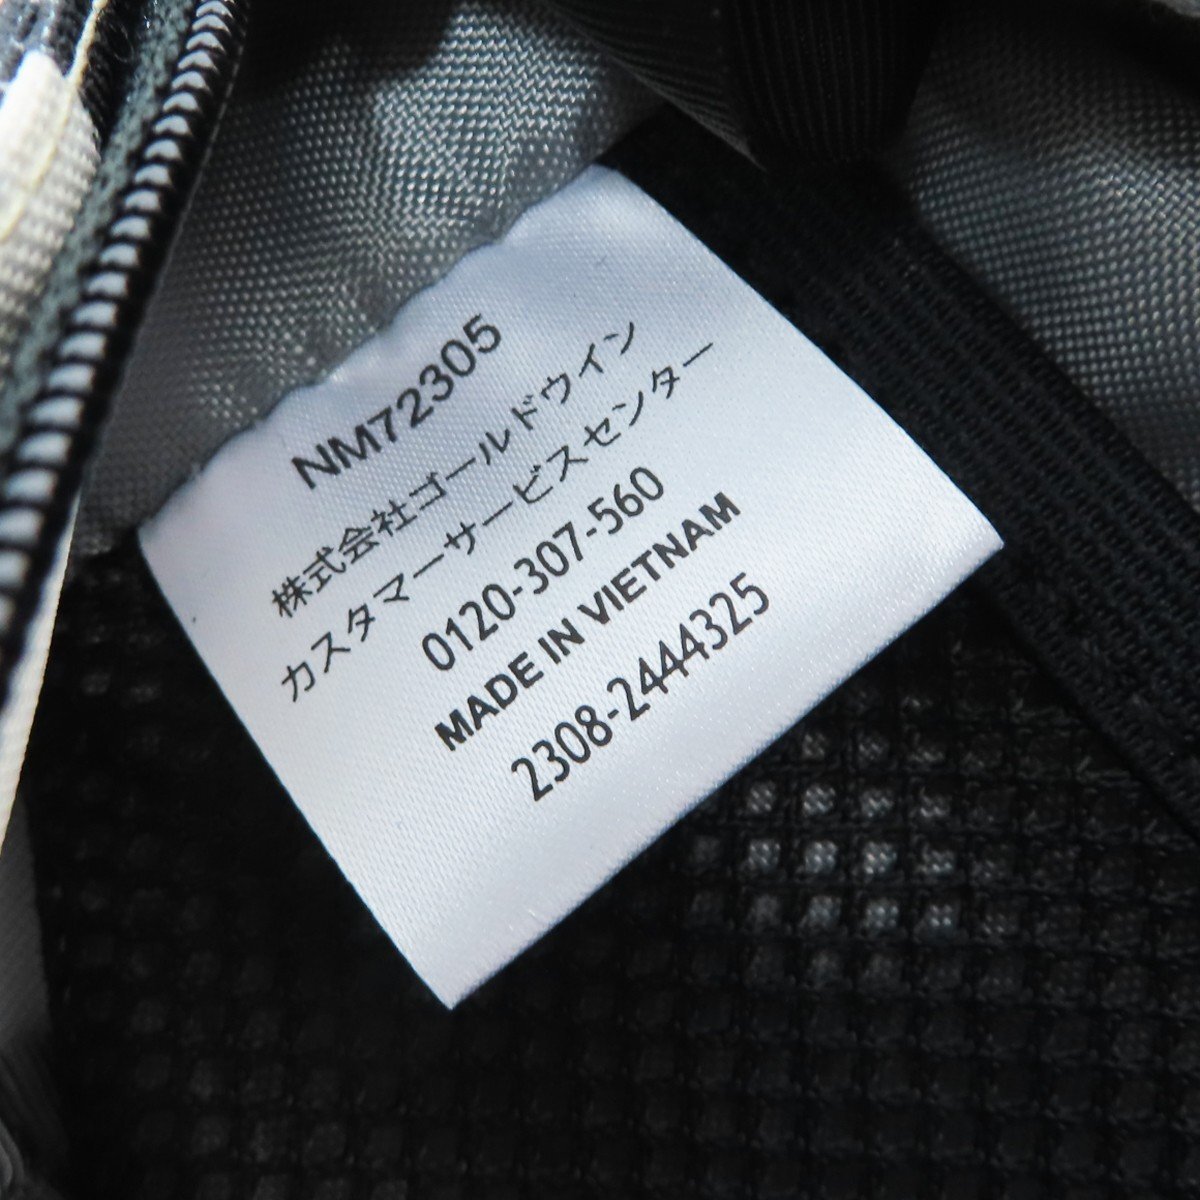 NM72305
株式会社ゴールドウイン
カスタマーサービスセンター
0120-307-560
MADE IN VIETNAM
2308-2444325